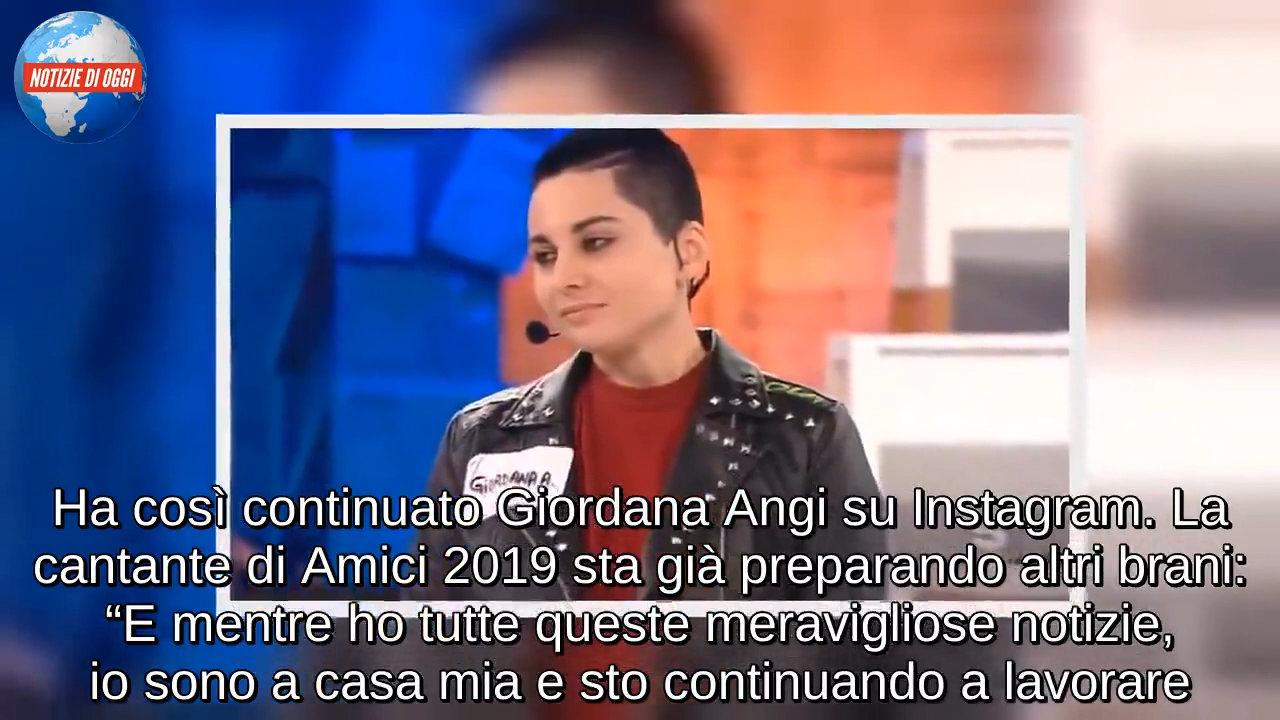 NOTIZIE DI OGGI
GIORDANA A.
Ha così continuato Giordana Angi su Instagram. La
cantante di Amici 2019 sta già preparando altri brani:
“E mentre ho tutte queste meravigliose notizie,
io sono a casa mia e sto continuando a lavorare